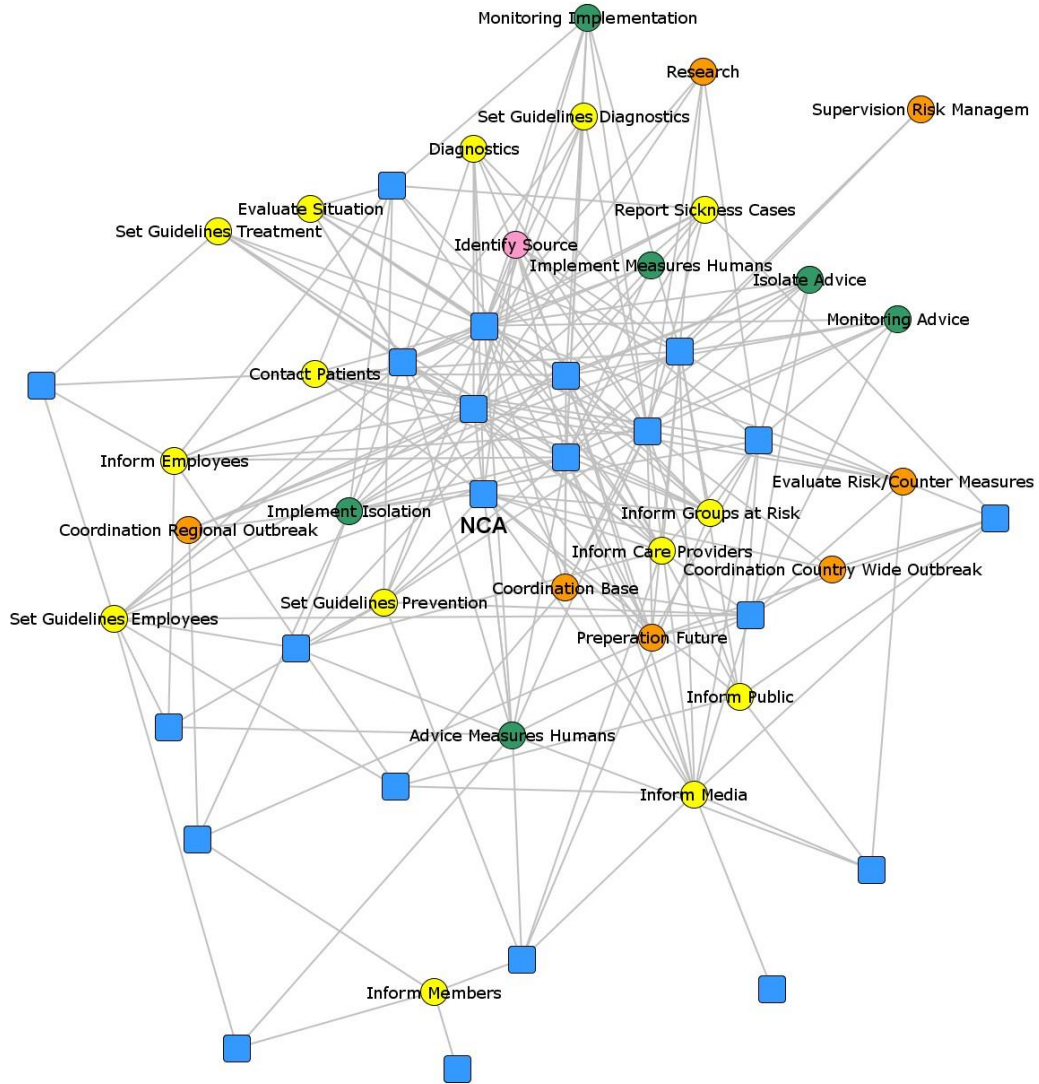 Monitoring Implementation
Research
Supervision Risk Managem
Set Guidelines Diagnostics
Diagnostics
Evaluate Situation
Report Sickness Cases
Set Guidelines Treatment
Identify Source
Implement Measures Humans
Isolate Advice
Monitoring Advice
Contact Patients
Inform Employees
Evaluate Risk/Counter Measures
Implement Isolation
Inform Groups at Risk
NCA
Coordination Regional Outbreak
Inform Care Providers
Coordination Country Wide Outbreak
Coordination Base
Set Guidelines Prevention
Set Guidelines Employees
Preperation Future
Inform Public
Advice Measures Humans
Inform Media
Inform Members